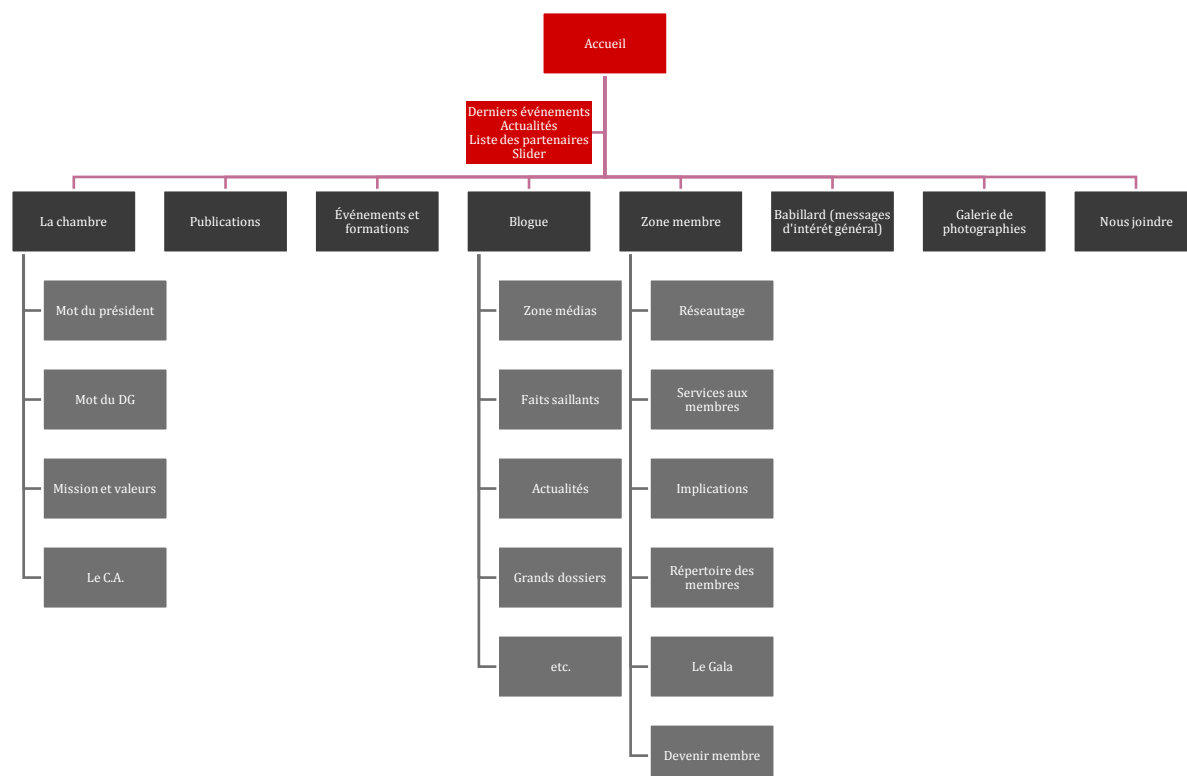 Accueil
Derniers événements
Actualités
Liste des partenaires
Slider
La chambre
Publications
Événements et
formations
Blogue
Zone membre
Babillard (messages
d'intérêt général)
Galerie de
photographies
Nous joindre
Mot du président
Mot du DG
Mission et valeurs
Le C.A.
Zone médias
Faits saillants
Actualités
Grands dossiers
etc.
Réseautage
Services aux
membres
Implications
Répertoire des
membres
Le Gala
Devenir membre